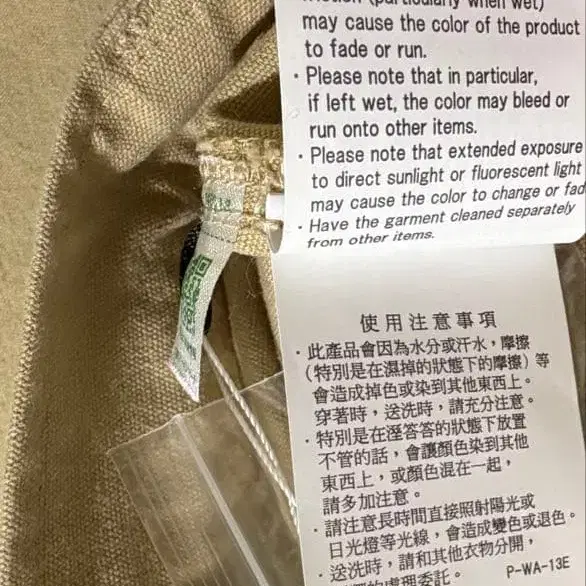 (particularly when wet)
may cause the color of the product
to fade or run.
・Please note that in particular,
if left wet, the color may bleed or
run onto other items.
・Please note that extended exposure
to direct sunlight or fluorescent light
may cause the color to change or fad
・Have the garment cleaned separately
from other items.
使用注意事項
・此產品會因為水分或汗水，摩擦
（特別是在濕掉的狀態下的摩擦）等
會造成掉色或染到其他東西上。
穿著時，送洗時，請充分注意。
・特別是在溼答答的狀態下放置
不管的話，會讓顏色染到其他
東西上，或顏色混在一起，
請多加注意。
・請注意長時間直接照射陽光或
日光燈等光線，會造成變色或退色。
・送洗時，請和其他衣物分開，
處理委託。
P-WA-13E